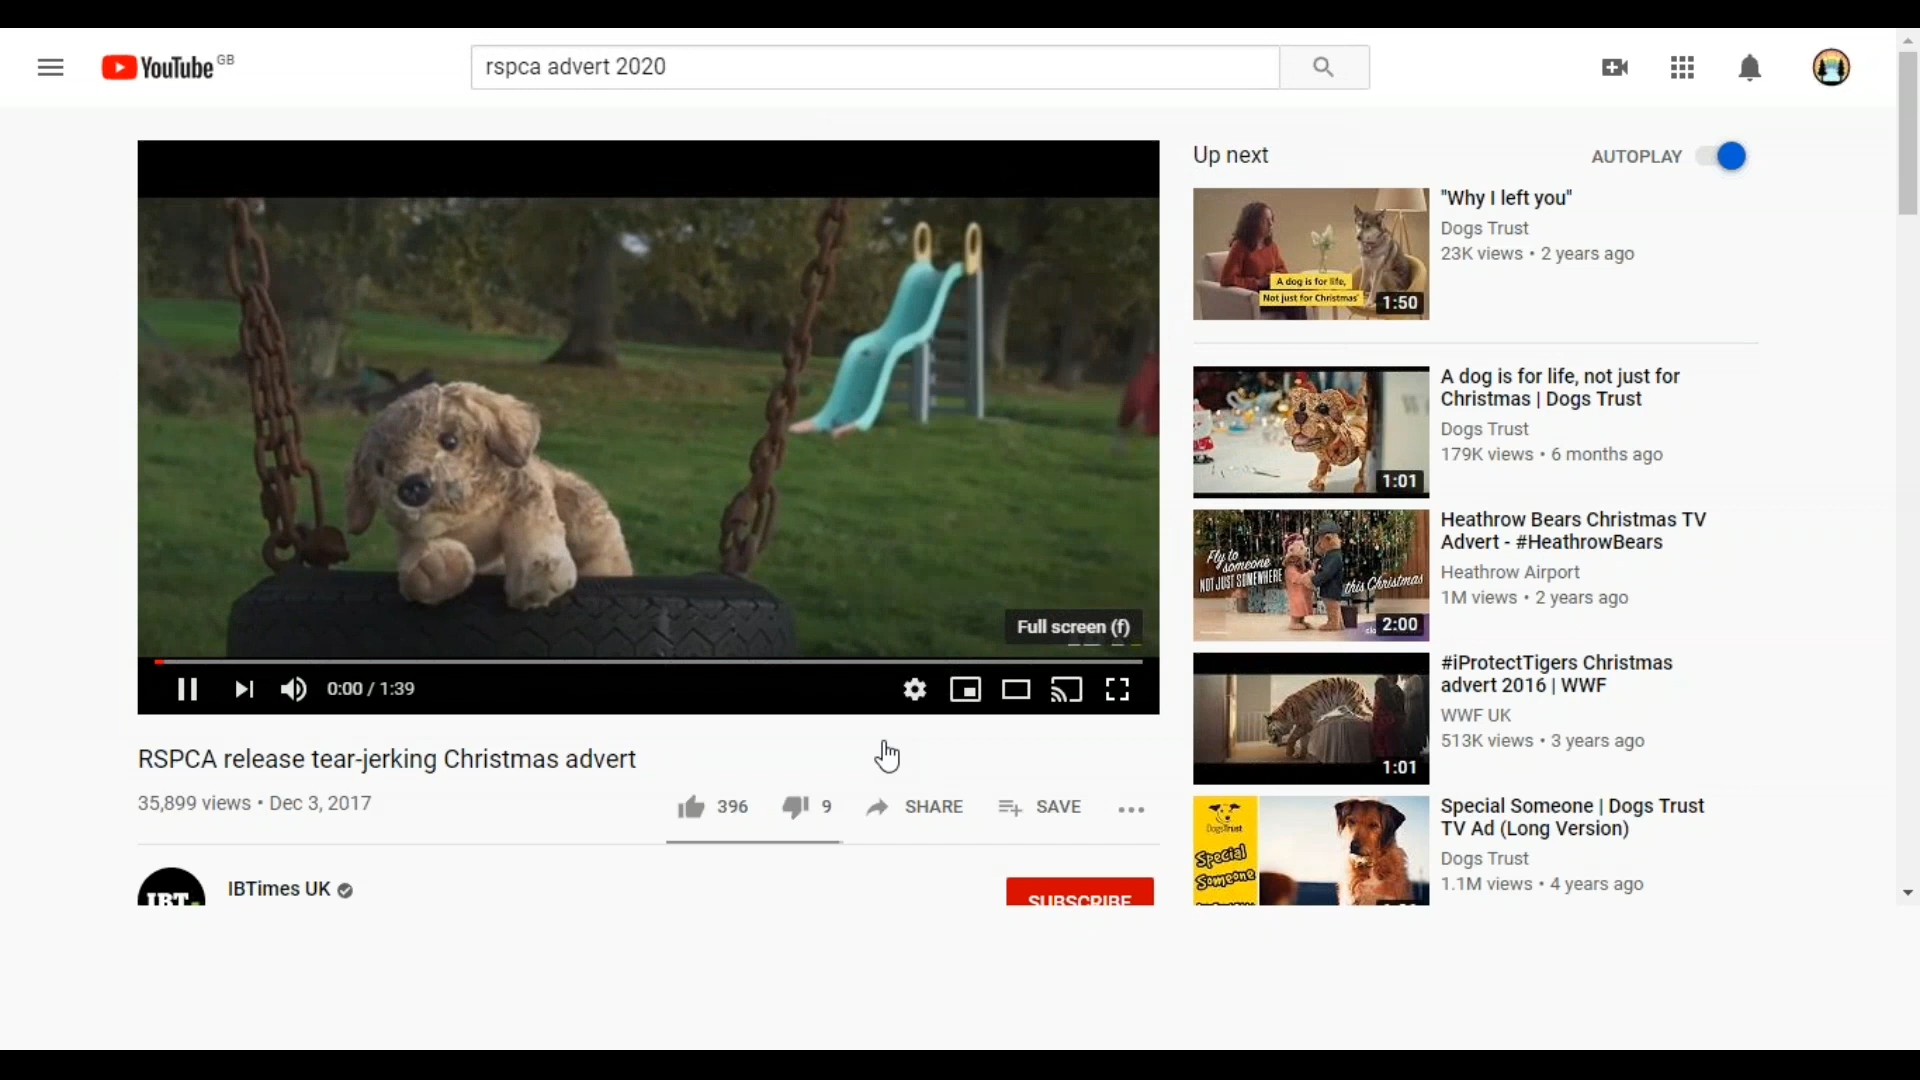 YouTube GB
rspca advert 2020
Up next
AUTOPLAY
"Why I left you"
Dogs Trust
23K views • 2 years ago
A dog is for life,
Not just for Christmas
1:50
A dog is for life, not just for
Christmas | Dogs Trust
Dogs Trust
179K views • 6 months ago
1:01
Heathrow Bears Christmas TV
Advert - #HeathrowBears
Heathrow Airport
1M views • 2 years ago
Fly to
someone
NOT JUST SOMEWHERE
this Christmas
2:00
#iProtectTigers Christmas
advert 2016 | WWF
WWF UK
513K views • 3 years ago
1:01
Special Someone | Dogs Trust
TV Ad (Long Version)
Dogs Trust
1.1M views • 4 years ago
DogsTrust
Special
Someone
Full screen (f)
0:00 / 1:39
RSPCA release tear-jerking Christmas advert
35,899 views • Dec 3, 2017
396
9
SHARE
SAVE
IBT
IBTimes UK
SUBSCRIBE